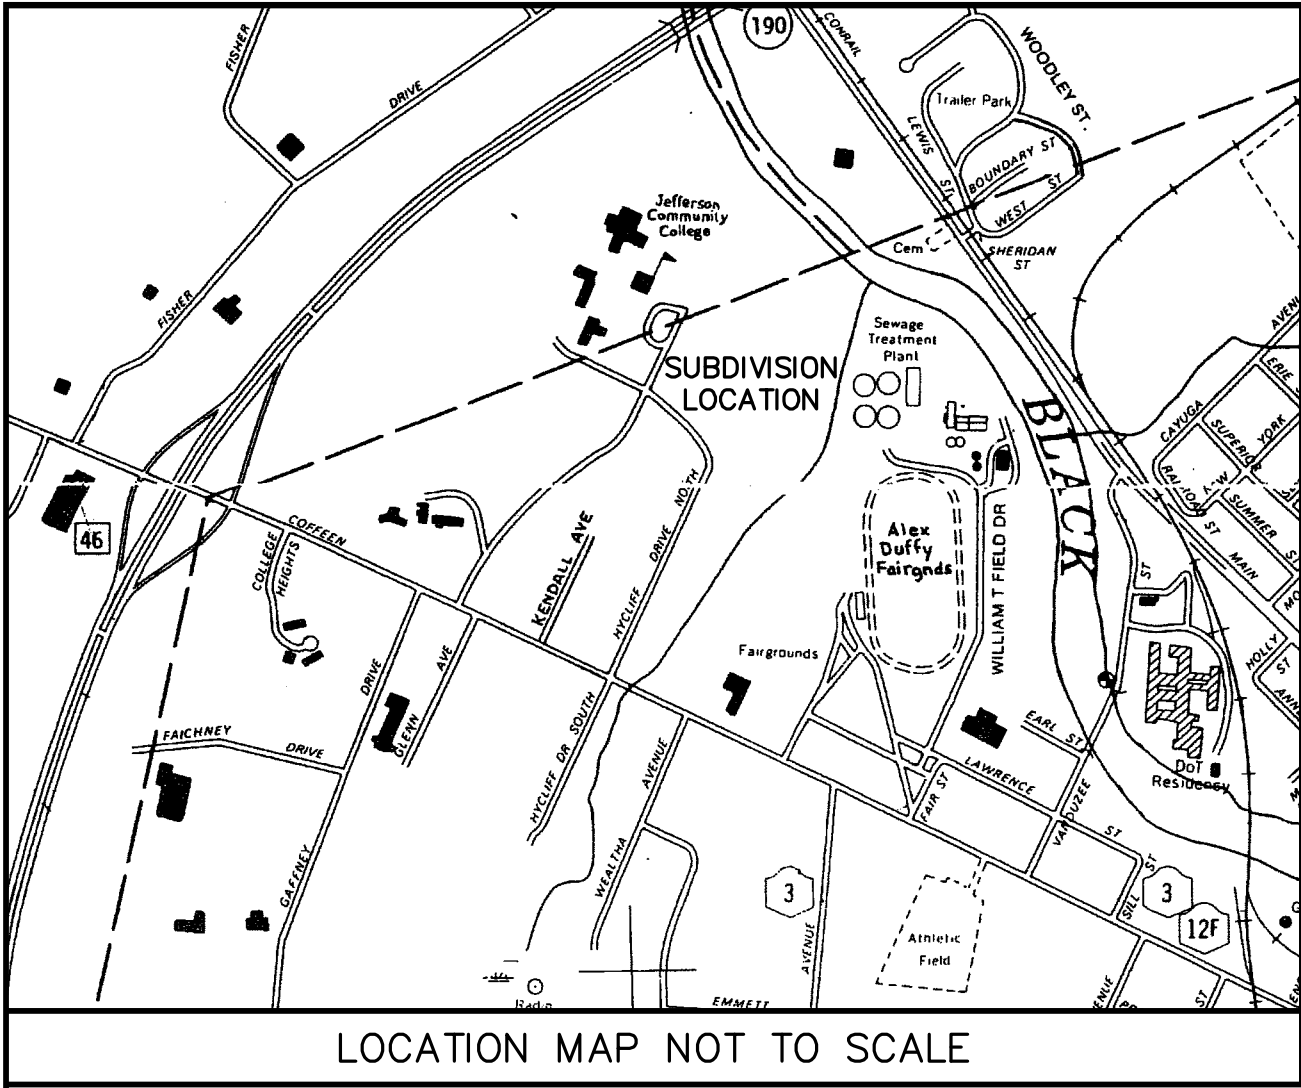 190
CONRAIL
WOODLEY ST.
FISHER
DRIVE
Trailer Park
LEWIS
ST
BOUNDARY ST
WEST
ST
Jefferson
Community
College
Cem
SHERIDAN
ST
FISHER
Sewage
Treatment
Plant
SUBDIVISION
LOCATION
ERIE
BLACK
CAYUGA
SUPERIOR
YORK
RAILROAD
ST
SUMMER
MAIN
46
COFFEEN
COLLEGE
HEIGHTS
KENDALL AVE
HYCLIFF
DRIVE
NORTH
Alex
Duffy
Fairgnds
WILLIAM T FIELD DR
ST
HOLLY
ST
Fairgrounds
DRIVE
GLENN
AVE
FAICHNEY
DRIVE
HYCLIFF DR SOUTH
WEALTHA
AVENUE
EARL ST
LAWRENCE
ST
FAIR ST
VANDUZEE
ST
DoT
Residency
GAFFNEY
3
AVENUE
SILL
ST
3
12F
Athletic
Field
EMMETT
ST
LOCATION MAP NOT TO SCALE